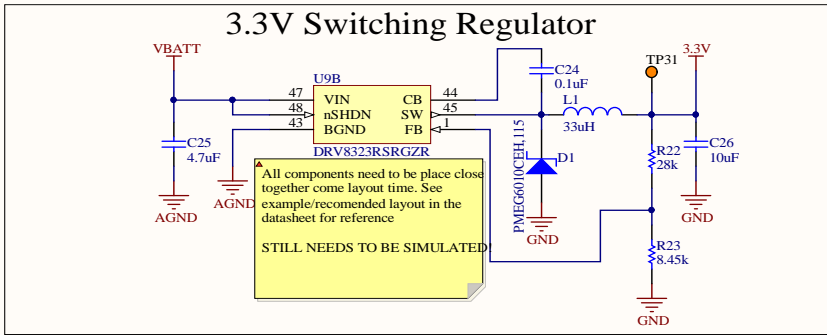 3.3V Switching Regulator
VBATT
3.3V
TP31
C24
0.1uF
U9B
47 VIN CB 44
48 nSHDN SW 45
43 BGND FB 1
DRV8323RSRGZR
L1
33uH
C25
4.7uF
D1
PMEG6010CEH,115
R22
28k
C26
10uF
AGND
AGND
GND
GND
R23
8.45k
GND
All components need to be place close
together come layout time. See
example/recomended layout in the
datasheet for reference
STILL NEEDS TO BE SIMULATED!